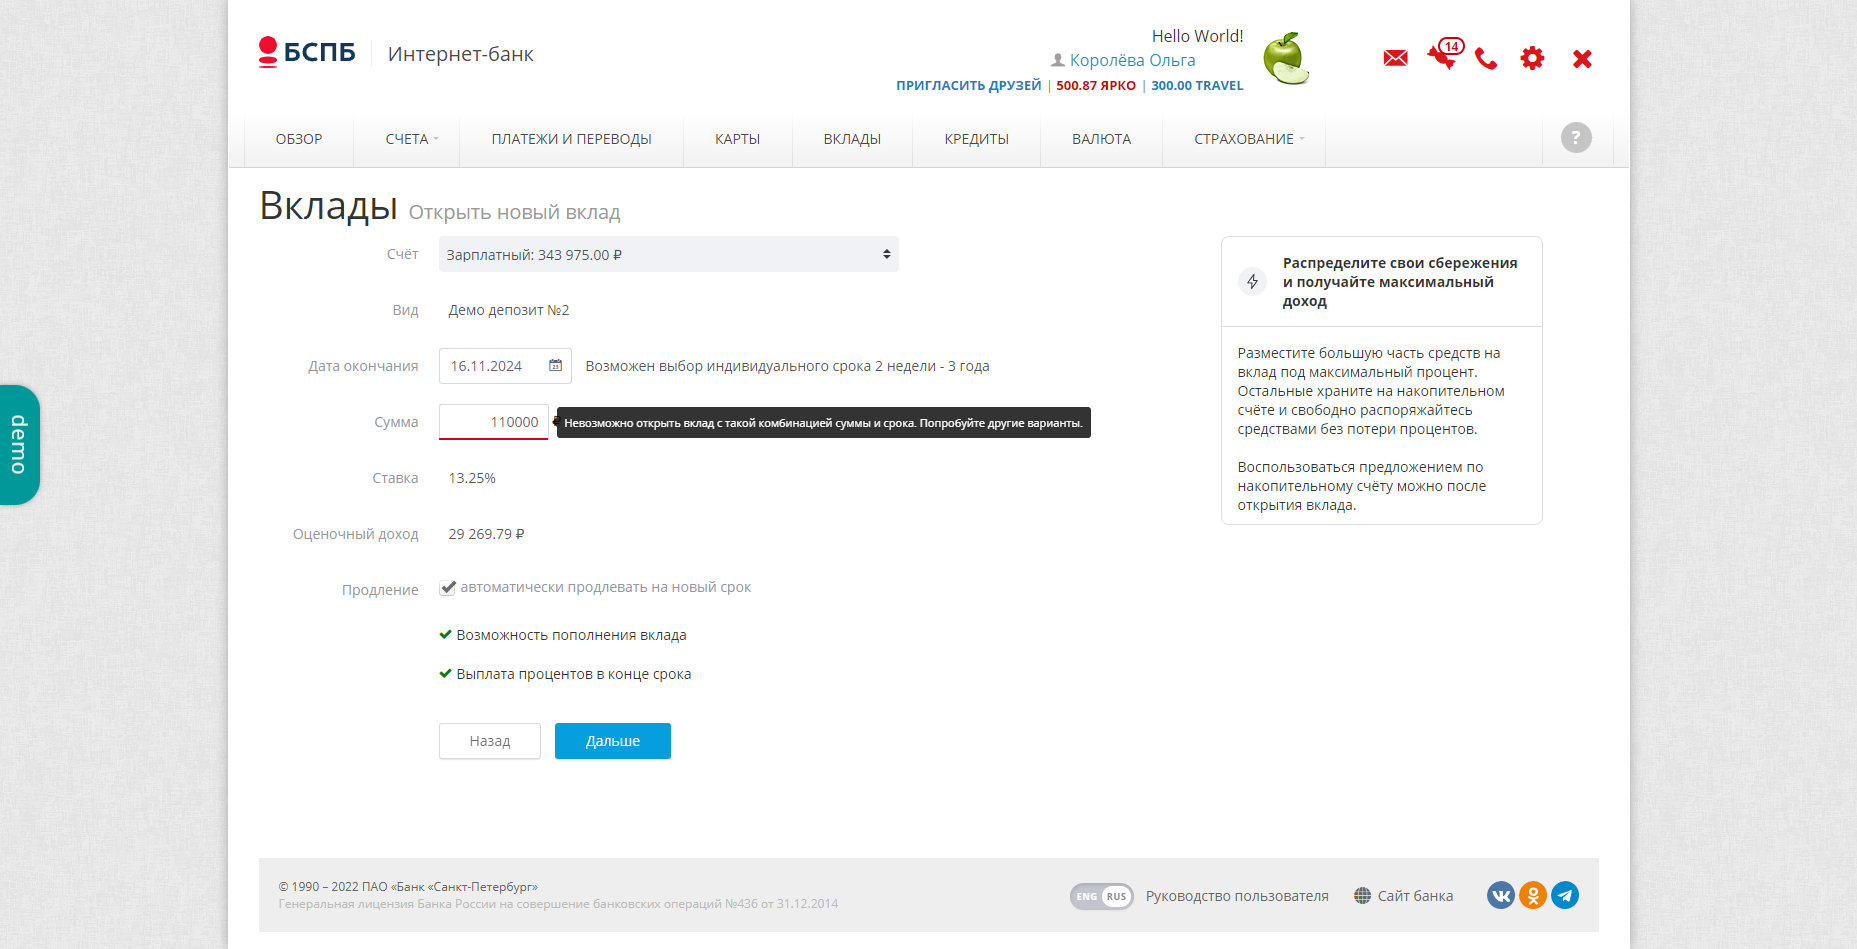 БСПБ
Интернет-банк
Hello World!
Королёва Ольга
ПРИГЛАСИТЬ ДРУЗЕЙ | 500.87 ЯРКО | 300.00 TRAVEL
14
ОБЗОР
СЧЕТА
ПЛАТЕЖИ И ПЕРЕВОДЫ
КАРТЫ
ВКЛАДЫ
КРЕДИТЫ
ВАЛЮТА
СТРАХОВАНИЕ
?
Вклады Открыть новый вклад
Счёт
Зарплатный: 343 975.00 ₽
Вид
Демо депозит №2
Дата окончания
16.11.2024
Возможен выбор индивидуального срока 2 недели - 3 года
Сумма
110000
Невозможно открыть вклад с такой комбинацией суммы и срока. Попробуйте другие варианты.
Ставка
13.25%
Оценочный доход
29 269.79 ₽
Продление
автоматически продлевать на новый срок
Возможность пополнения вклада
Выплата процентов в конце срока
Назад
Дальше
Распределите свои сбережения
и получайте максимальный
доход
Разместите большую часть средств на
вклад под максимальный процент.
Остальные храните на накопительном
счёте и свободно распоряжайтесь
средствами без потери процентов.
Воспользоваться предложением по
накопительному счёту можно после
открытия вклада.
demo
© 1990 – 2022 ПАО «Банк «Санкт-Петербург»
Генеральная лицензия Банка России на совершение банковских операций №436 от 31.12.2014
ENG RUS
Руководство пользователя
Сайт банка